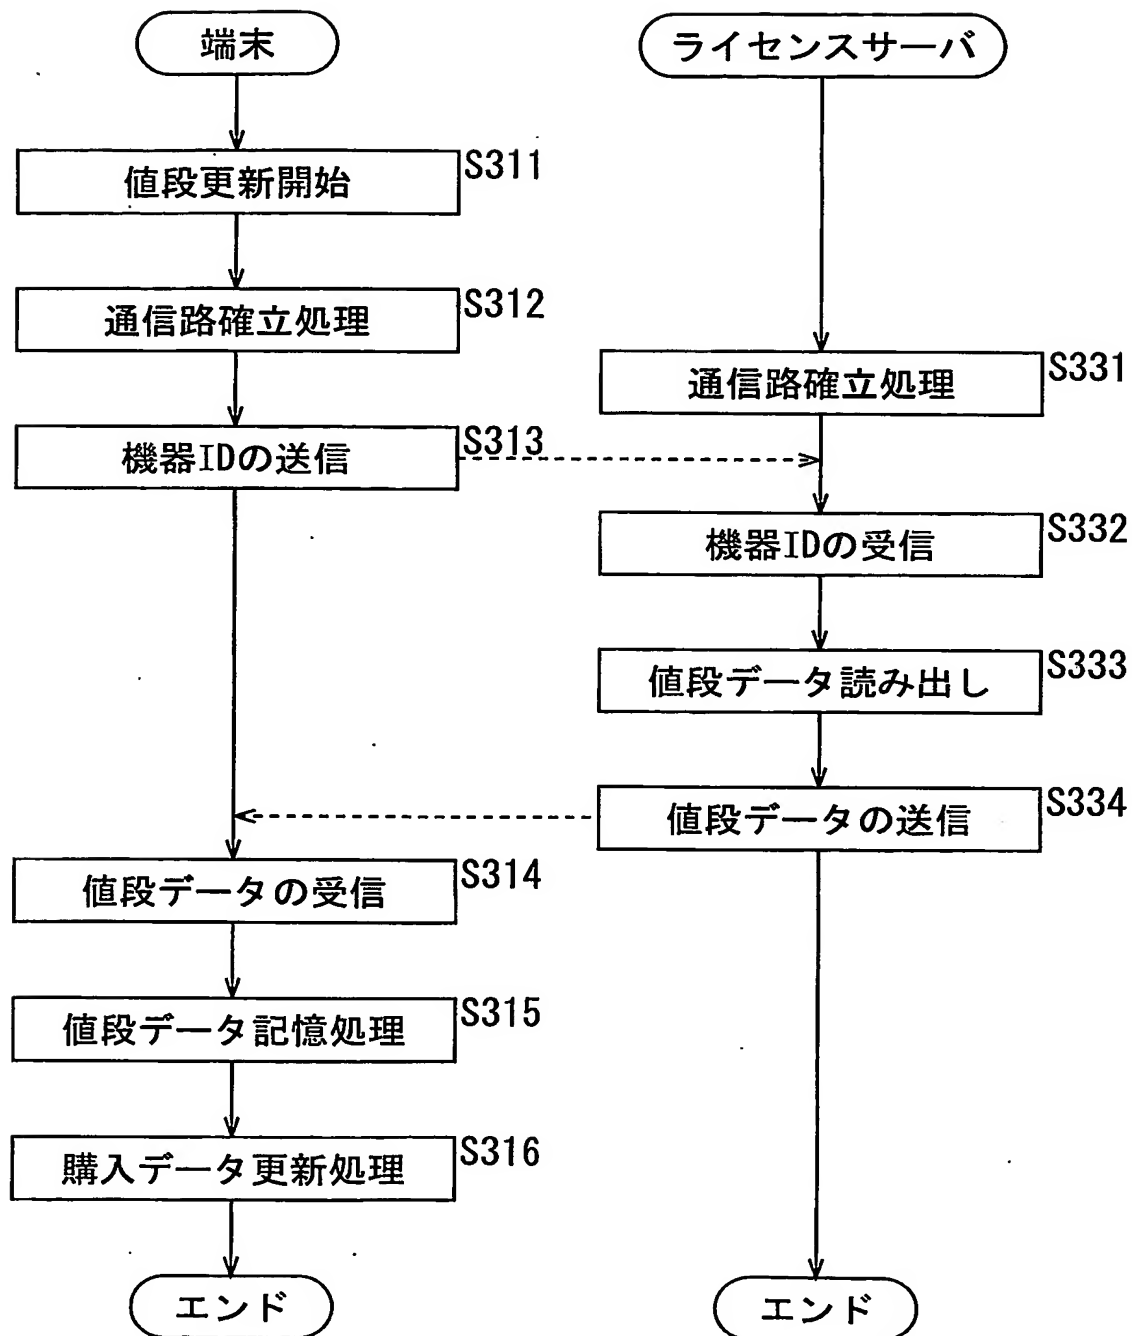 端末
S311
値段更新開始
S312
通信路確立処理
S313
機器IDの送信
S314
値段データの受信
S315
値段データ記憶処理
S316
購入データ更新処理
エンド
ライセンスサーバ
S331
通信路確立処理
S332
機器IDの受信
S333
値段データ読み出し
S334
値段データの送信
エンド